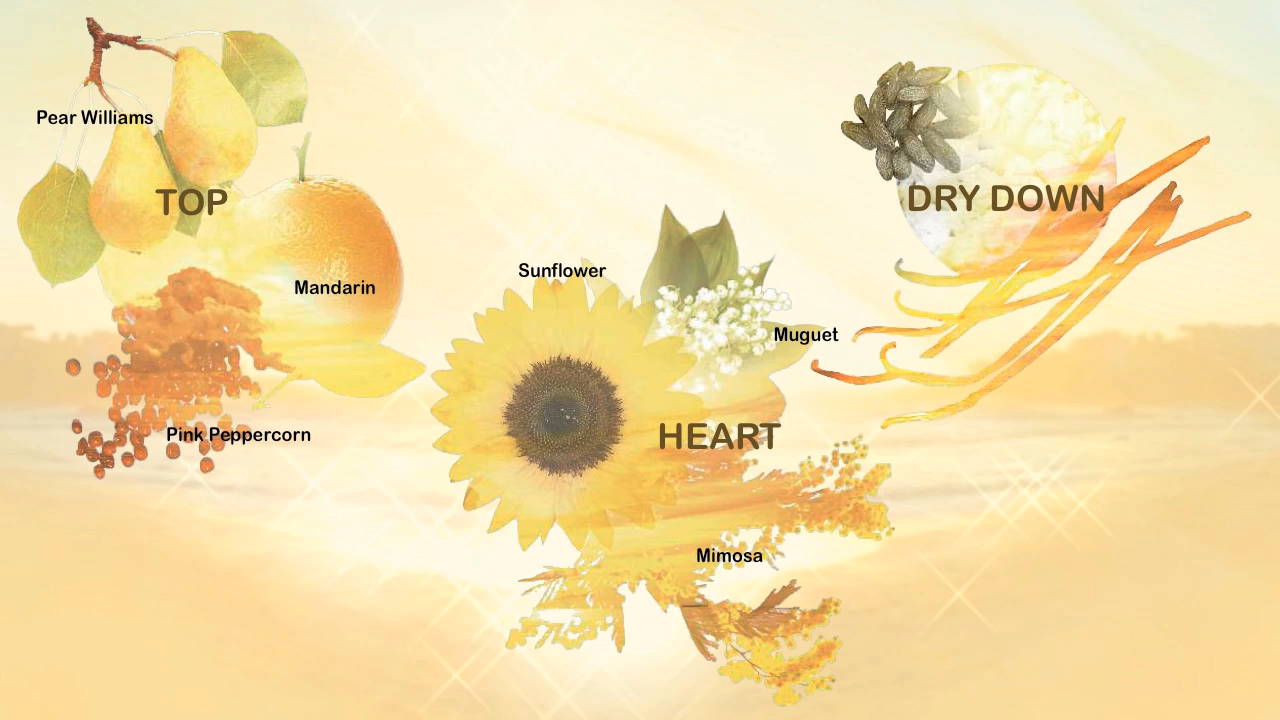 Pear Williams
TOP
Mandarin
Pink Peppercorn
Sunflower
Muguet
HEART
Mimosa
DRY DOWN